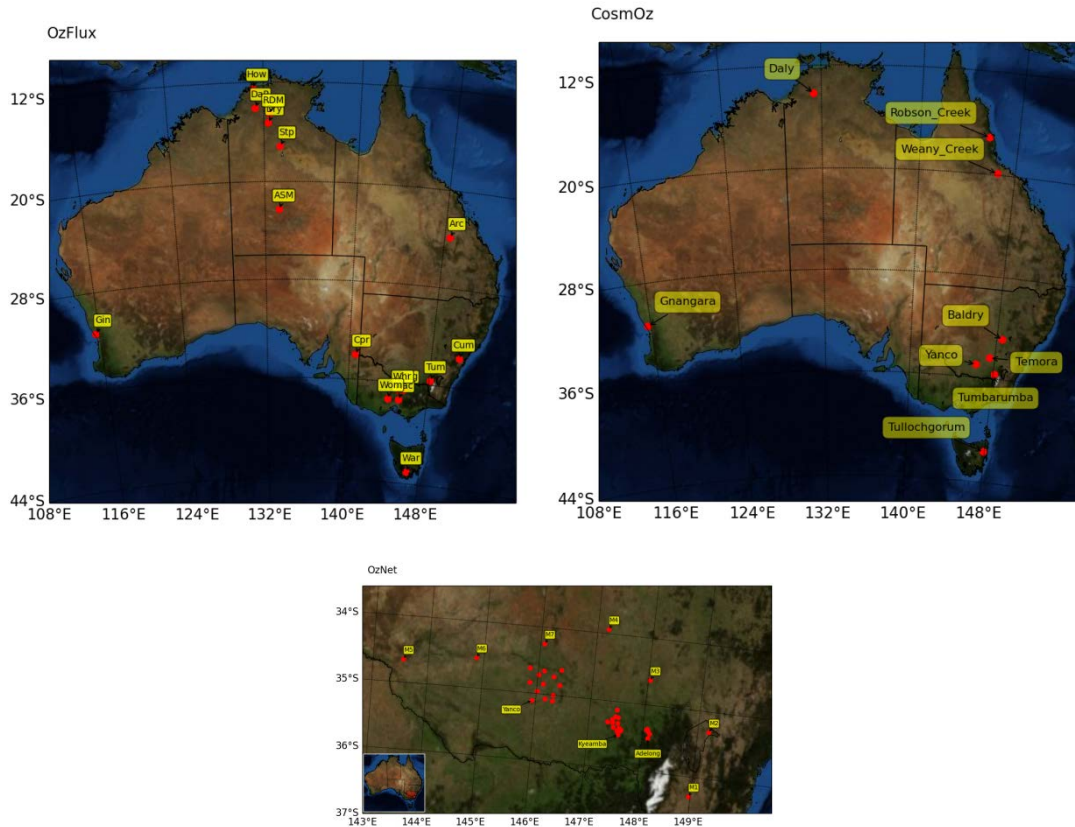 OzFlux
How
RDM
Stp
ASM
Arc
Gin
Cpr
Cum
Tum
Wom
War
12°S
20°S
28°S
36°S
44°S
108°E 116°E 124°E 132°E 140°E 148°E
CosmOz
Daly
Robson_Creek
Weany_Creek
Gnangara
Baldry
Yanco
Temora
Tumbarumba
Tullochgorum
12°S
20°S
28°S
36°S
44°S
108°E 116°E 124°E 132°E 140°E 148°E
OzNet
M4
M7
M6
M5
M3
Yanco
M2
Kyeamba
Adelong
M1
34°S
35°S
36°S
37°S
143°E 144°E 145°E 146°E 147°E 148°E 149°E